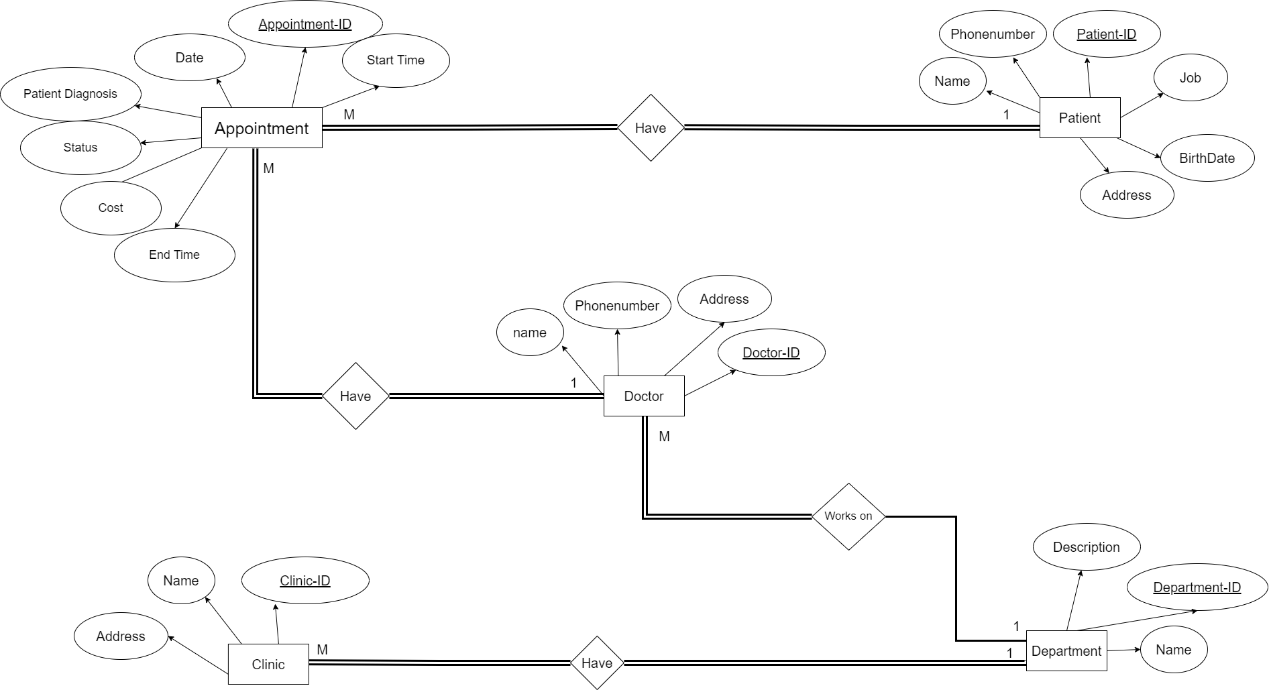 Appointment-ID
Date
Start Time
Patient Diagnosis
Status
Cost
End Time
Appointment
M
M
Have
1
Phonenumber
Patient-ID
Name
Job
Patient
BirthDate
Address
name
Phonenumber
Address
Doctor-ID
Have
1
Doctor
M
Works on
Name
Clinic-ID
Address
Clinic
M
Have
1
1
Description
Department-ID
Department
Name